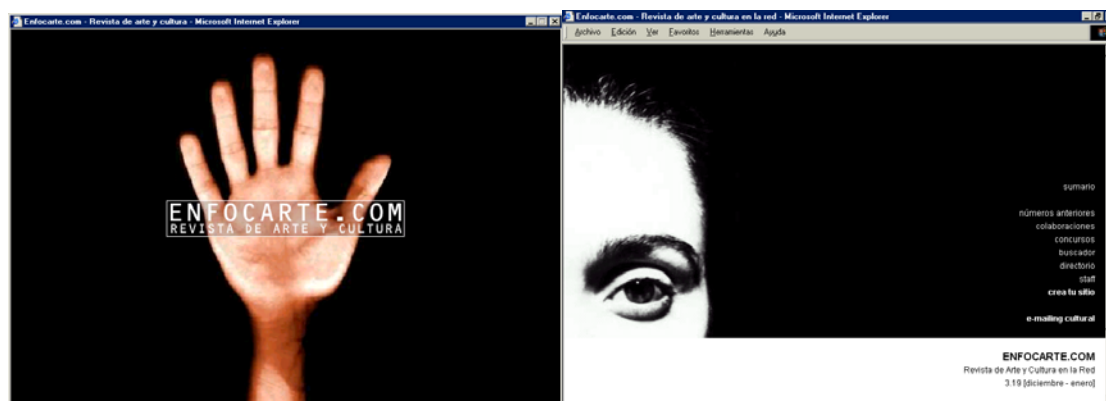 Enfocarte.com - Revista de arte y cultura - Microsoft Internet Explorer
ENFOCARTE.COM
REVISTA DE ARTE Y CULTURA
Enfocarte.com - Revista de arte y cultura en la red - Microsoft Internet Explorer
Archivo Edición Ver Favoritos Herramientas Ayuda
sumario
números anteriores
colaboraciones
concursos
buscador
directorio
staff
crea tu sitio
e-mailing cultural
ENFOCARTE.COM
Revista de Arte y Cultura en la Red
3.19 [diciembre - enero]